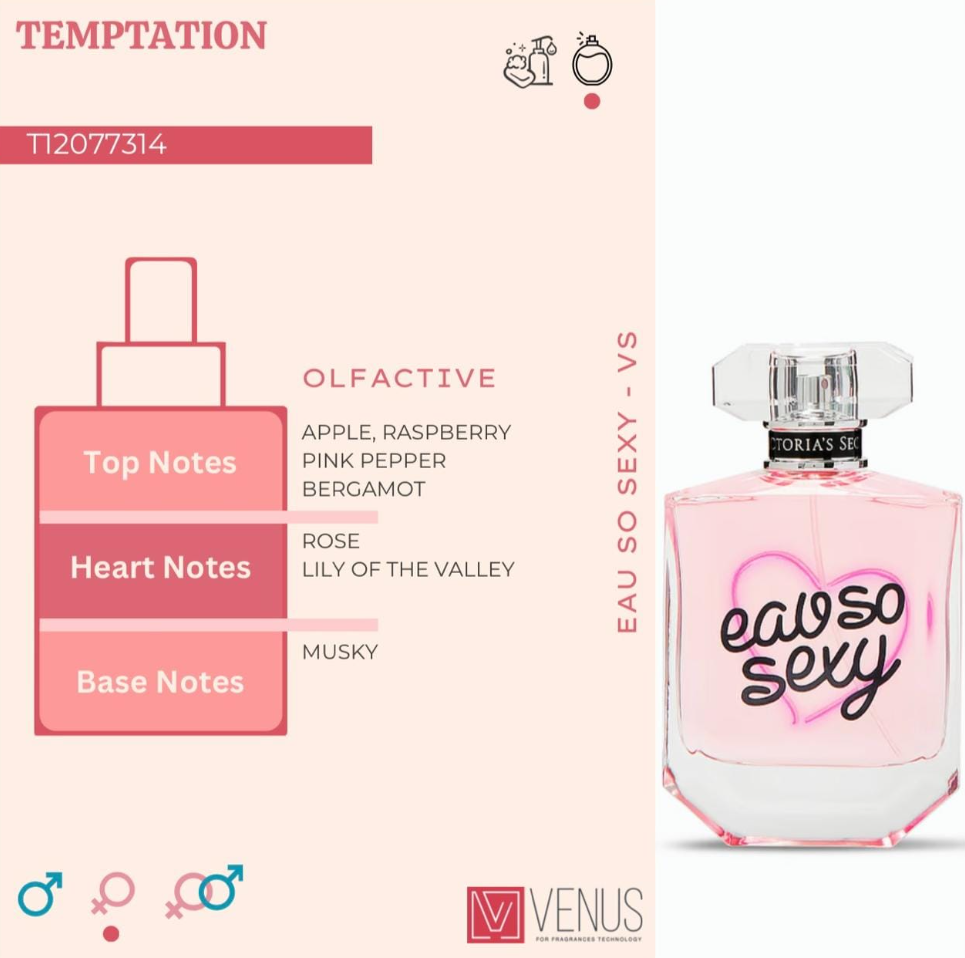 TEMPTATION
T12077314
OLFACTIVE
Top Notes
APPLE, RASPBERRY
PINK PEPPER
BERGAMOT
Heart Notes
ROSE
LILY OF THE VALLEY
Base Notes
MUSKY
EAU SO SEXY - VS
CTORIA'S SEC
eau so
sexy
VENUS
FOR FRAGRANCES TECHNOLOGY